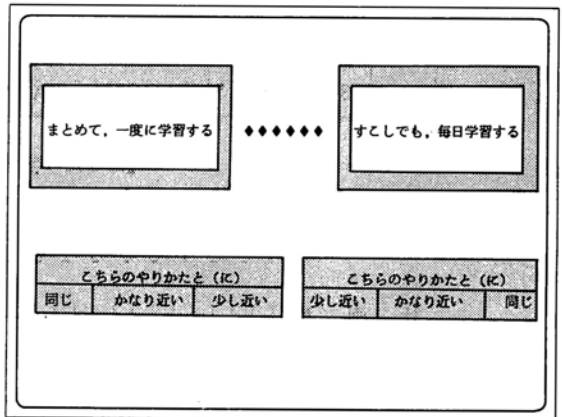 まとめて，一度に学習する
♦♦♦♦♦♦
すこしでも，毎日学習する
こちらのやりかたと（に）
同じ かなり近い 少し近い
こちらのやりかたと（に）
少し近い かなり近い 同じ